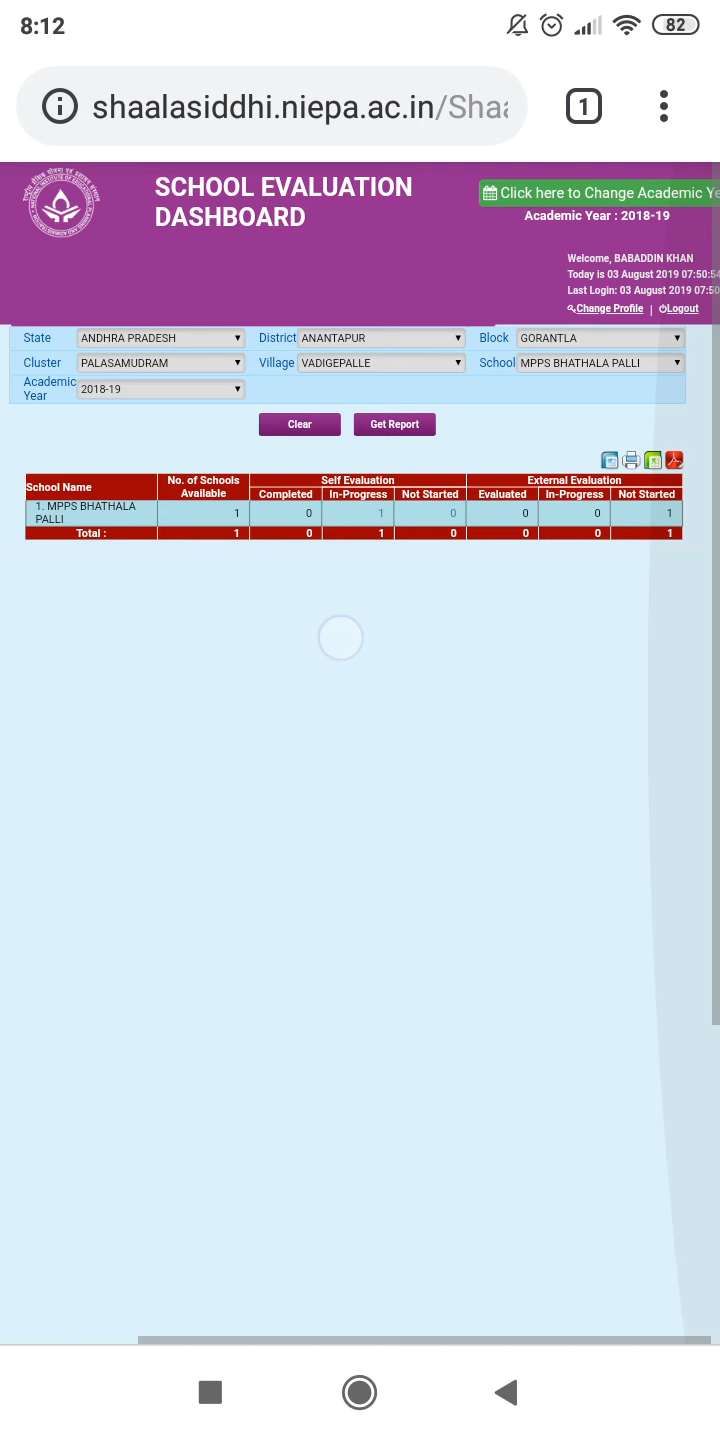 8:12
82
shaalasiddhi.niepa.ac.in/Shaa
1
SCHOOL EVALUATION
DASHBOARD
Click here to Change Academic Ye
Academic Year : 2018-19
Welcome, BABADDIN KHAN
Today is 03 August 2019 07:50:54
Last Login: 03 August 2019 07:50
Change Profile | Logout
State ANDHRA PRADESH District ANANTAPUR Block GORANTLA
Cluster PALASAMUDRAM Village VADIGEPALLE School MPPS BHATHALA PALLI
Academic
Year 2018-19
Clear Get Report
School Name No. of Schools Available Self Evaluation External Evaluation
Completed In-Progress Not Started Evaluated In-Progress Not Started
1. MPPS BHATHALA
PALLI 1 0 1 0 0 0 1
Total : 1 0 1 0 0 0 1